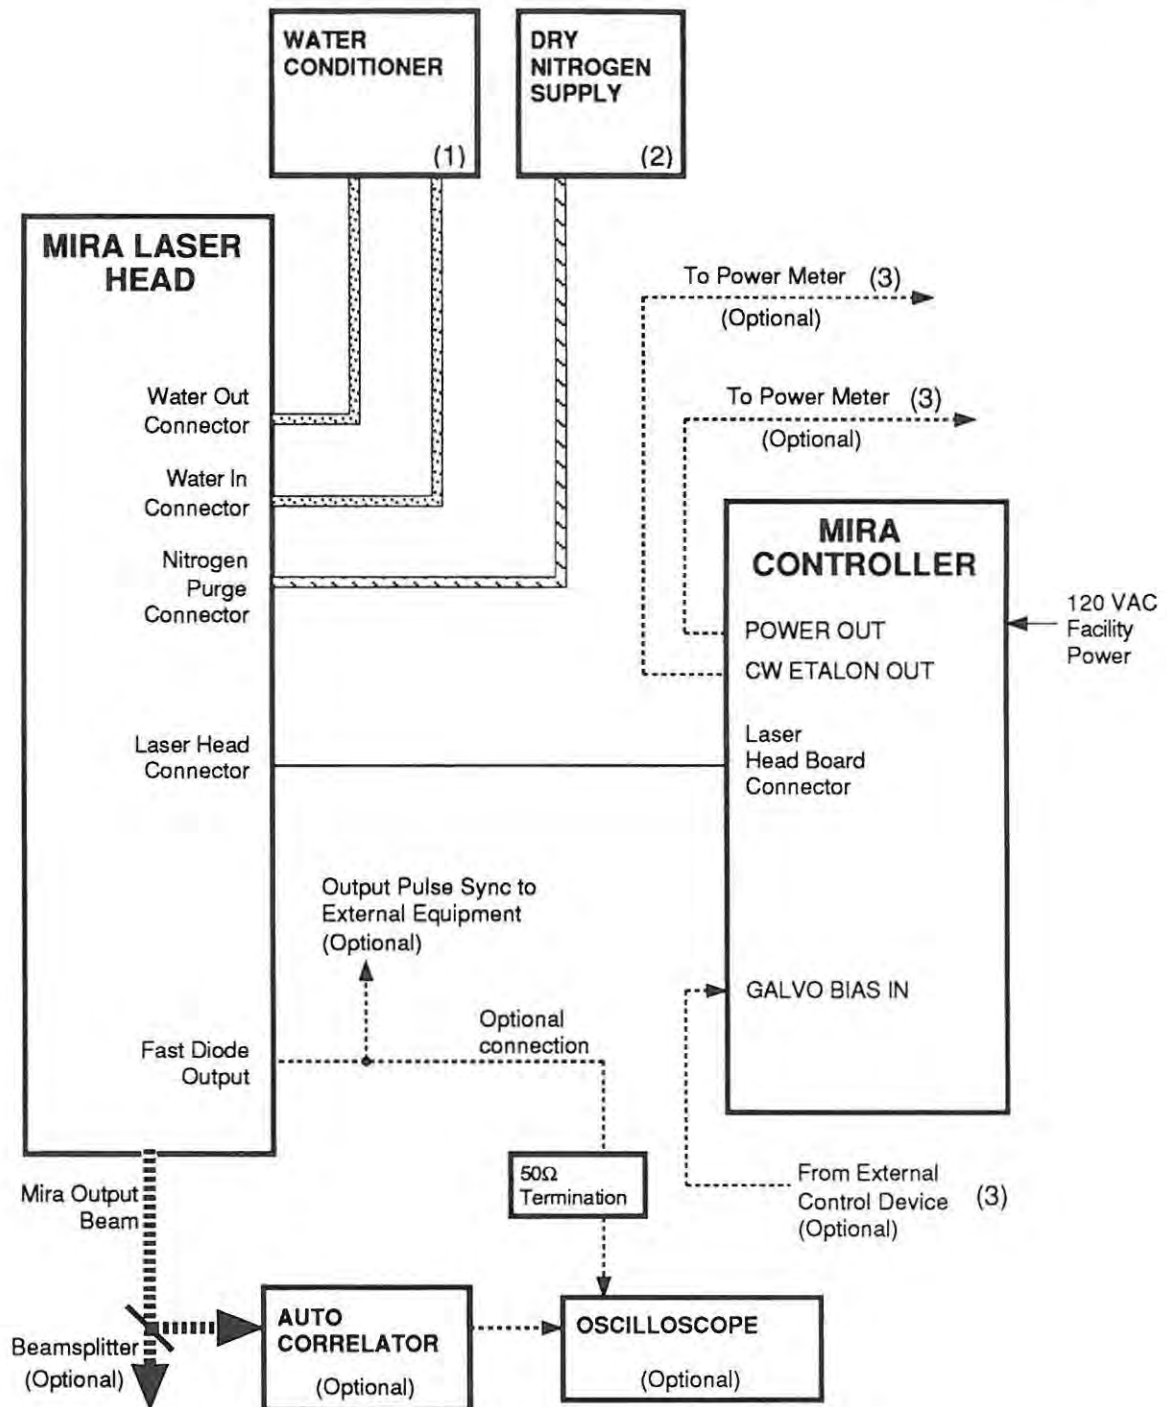 WATER
CONDITIONER
(1)
DRY
NITROGEN
SUPPLY
(2)
MIRA LASER
HEAD
Water Out
Connector
Water In
Connector
Nitrogen
Purge
Connector
Laser Head
Connector
Fast Diode
Output
To Power Meter (3)
(Optional)
To Power Meter (3)
(Optional)
MIRA
CONTROLLER
POWER OUT
CW ETALON OUT
Laser
Head Board
Connector
GALVO BIAS IN
120 VAC
Facility
Power
Output Pulse Sync to
External Equipment
(Optional)
Optional
connection
50Ω
Termination
From External
Control Device (3)
(Optional)
Mira Output
Beam
Beamsplitter
(Optional)
AUTO
CORRELATOR
(Optional)
OSCILLOSCOPE
(Optional)